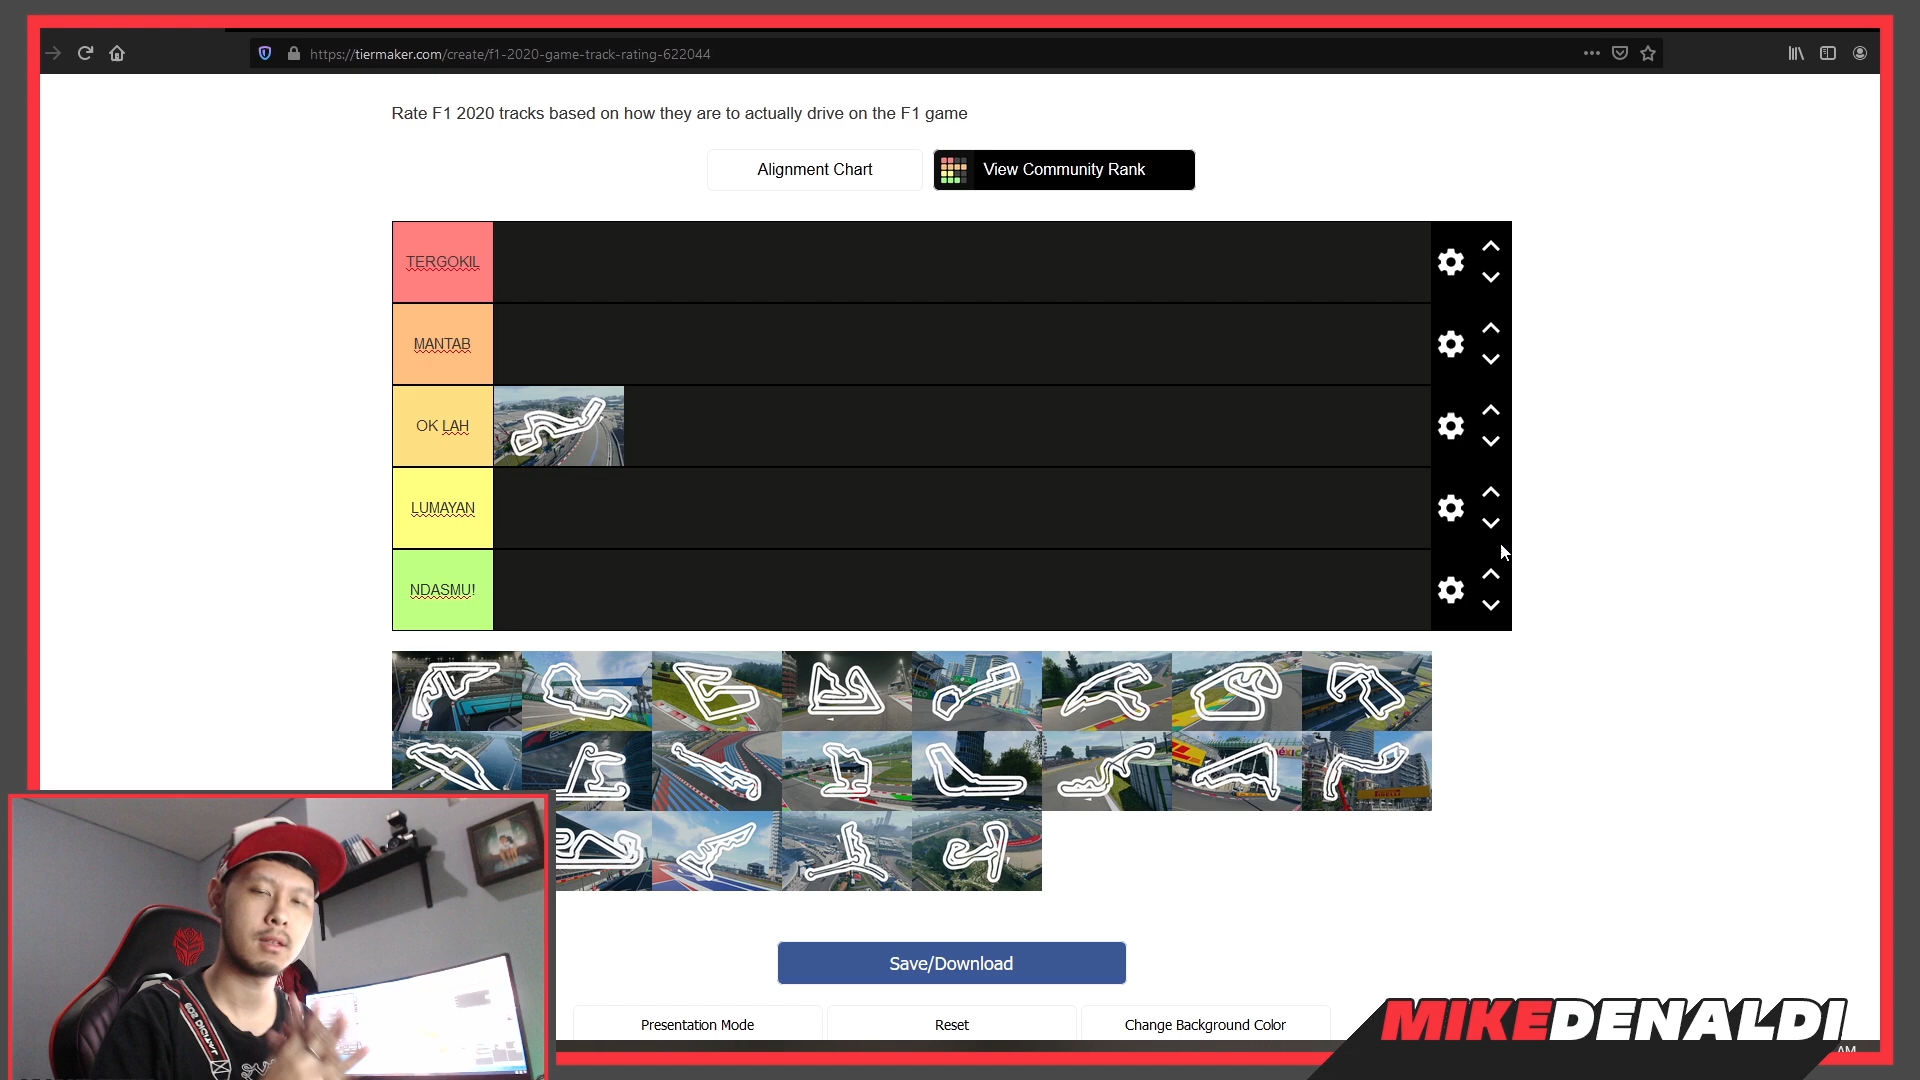 https://tiermaker.com/create/f1-2020-game-track-rating-622044
Rate F1 2020 tracks based on how they are to actually drive on the F1 game
Alignment Chart
View Community Rank
TERGOKIL
MANTAB
OK LAH
LUMAYAN
NDASMU!
Save/Download
Presentation Mode
Reset
Change Background Color
MIKEDENALDI
AM